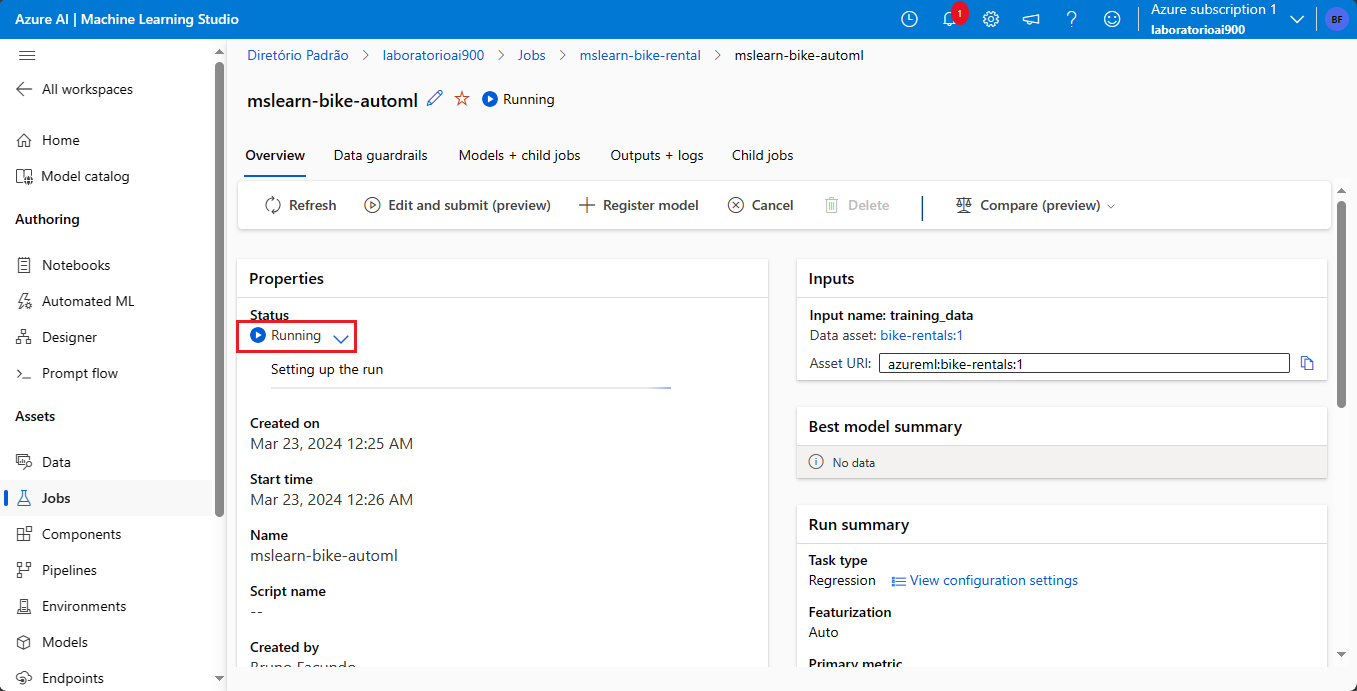 Azure AI | Machine Learning Studio
1
Azure subscription 1
laboratorioai900
BF
All workspaces
Home
Model catalog
Authoring
Notebooks
Automated ML
Designer
Prompt flow
Assets
Data
Jobs
Components
Pipelines
Environments
Models
Endpoints
Diretório Padrão > laboratorioai900 > Jobs > mslearn-bike-rental > mslearn-bike-automl
mslearn-bike-automl Running
Overview Data guardrails Models + child jobs Outputs + logs Child jobs
Refresh Edit and submit (preview) Register model Cancel Delete Compare (preview)
Properties
Status
Running
Setting up the run
Created on
Mar 23, 2024 12:25 AM
Start time
Mar 23, 2024 12:26 AM
Name
mslearn-bike-automl
Script name
--
Created by
Bruno Facundo
Inputs
Input name: training_data
Data asset: bike-rentals:1
Asset URI: azureml:bike-rentals:1
Best model summary
No data
Run summary
Task type
Regression View configuration settings
Featurization
Auto
Primary metric